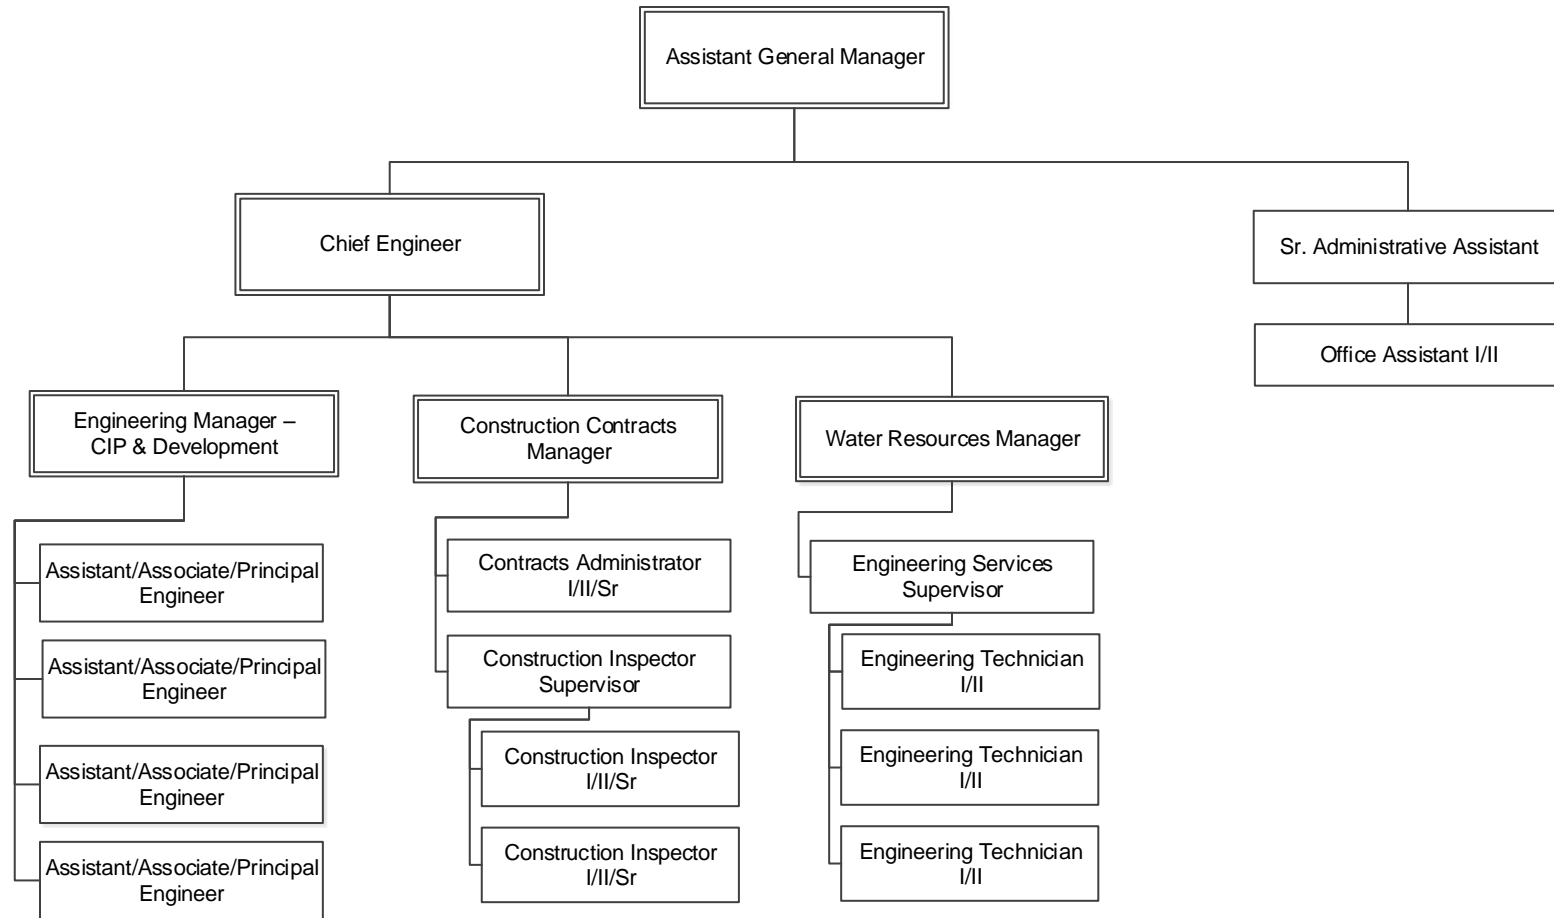 Assistant General Manager
Chief Engineer
Sr. Administrative Assistant
Office Assistant I/II
Engineering Manager –
CIP & Development
Construction Contracts
Manager
Water Resources Manager
Assistant/Associate/Principal
Engineer
Assistant/Associate/Principal
Engineer
Assistant/Associate/Principal
Engineer
Assistant/Associate/Principal
Engineer
Contracts Administrator
I/II/Sr
Construction Inspector
Supervisor
Construction Inspector
I/II/Sr
Construction Inspector
I/II/Sr
Engineering Services
Supervisor
Engineering Technician
I/II
Engineering Technician
I/II
Engineering Technician
I/II